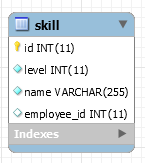 skill
id INT(11)
level INT(11)
name VARCHAR(255)
employee_id INT(11)
Indexes